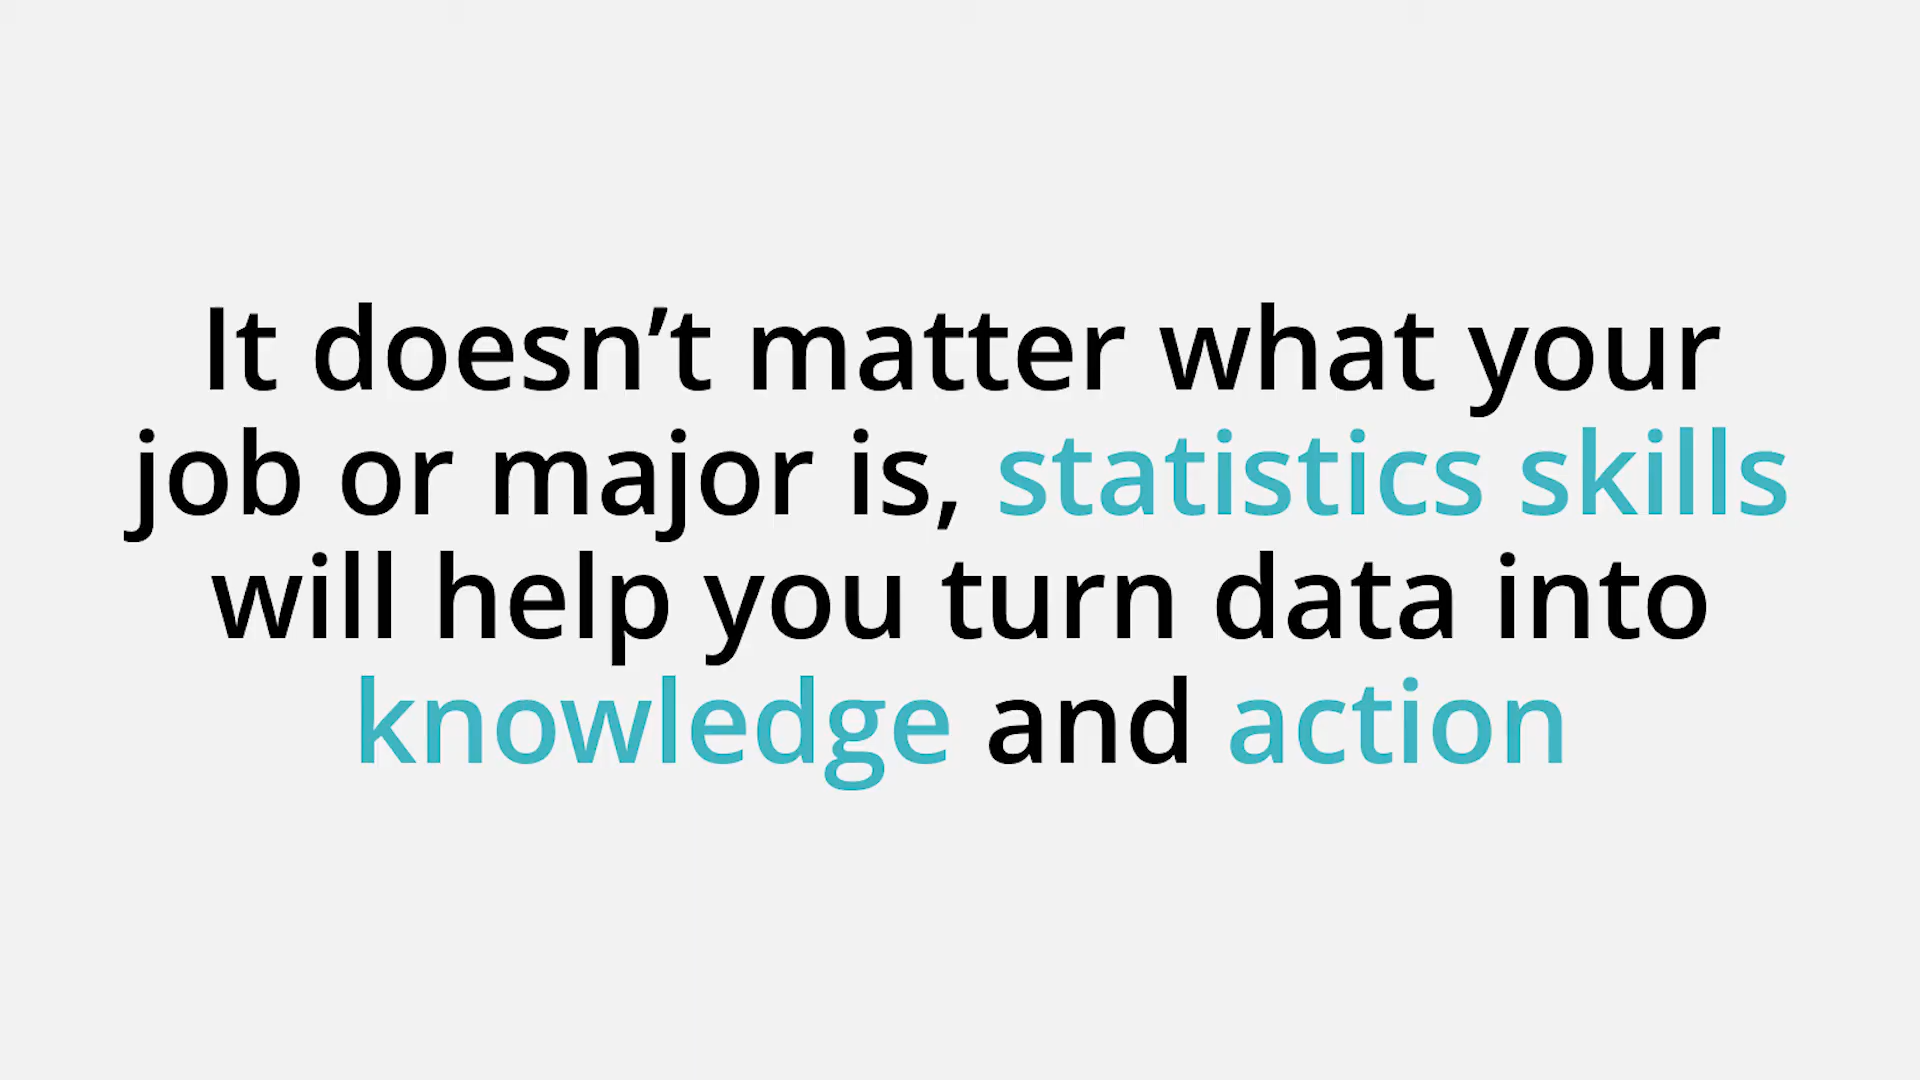 It doesn’t matter what your
job or major is, statistics skills
will help you turn data into
knowledge and action